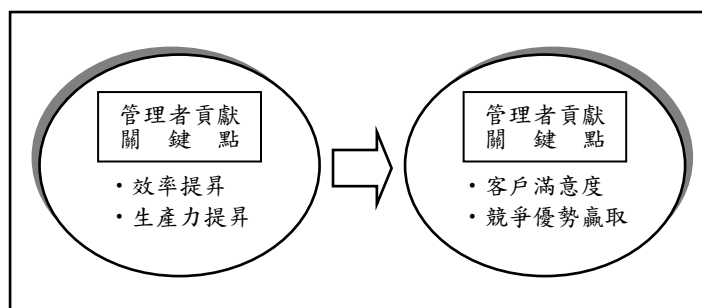 管理者貢獻
關鍵點
・效率提昇
・生產力提昇
管理者貢獻
關鍵點
・客戶滿意度
・競爭優勢贏取